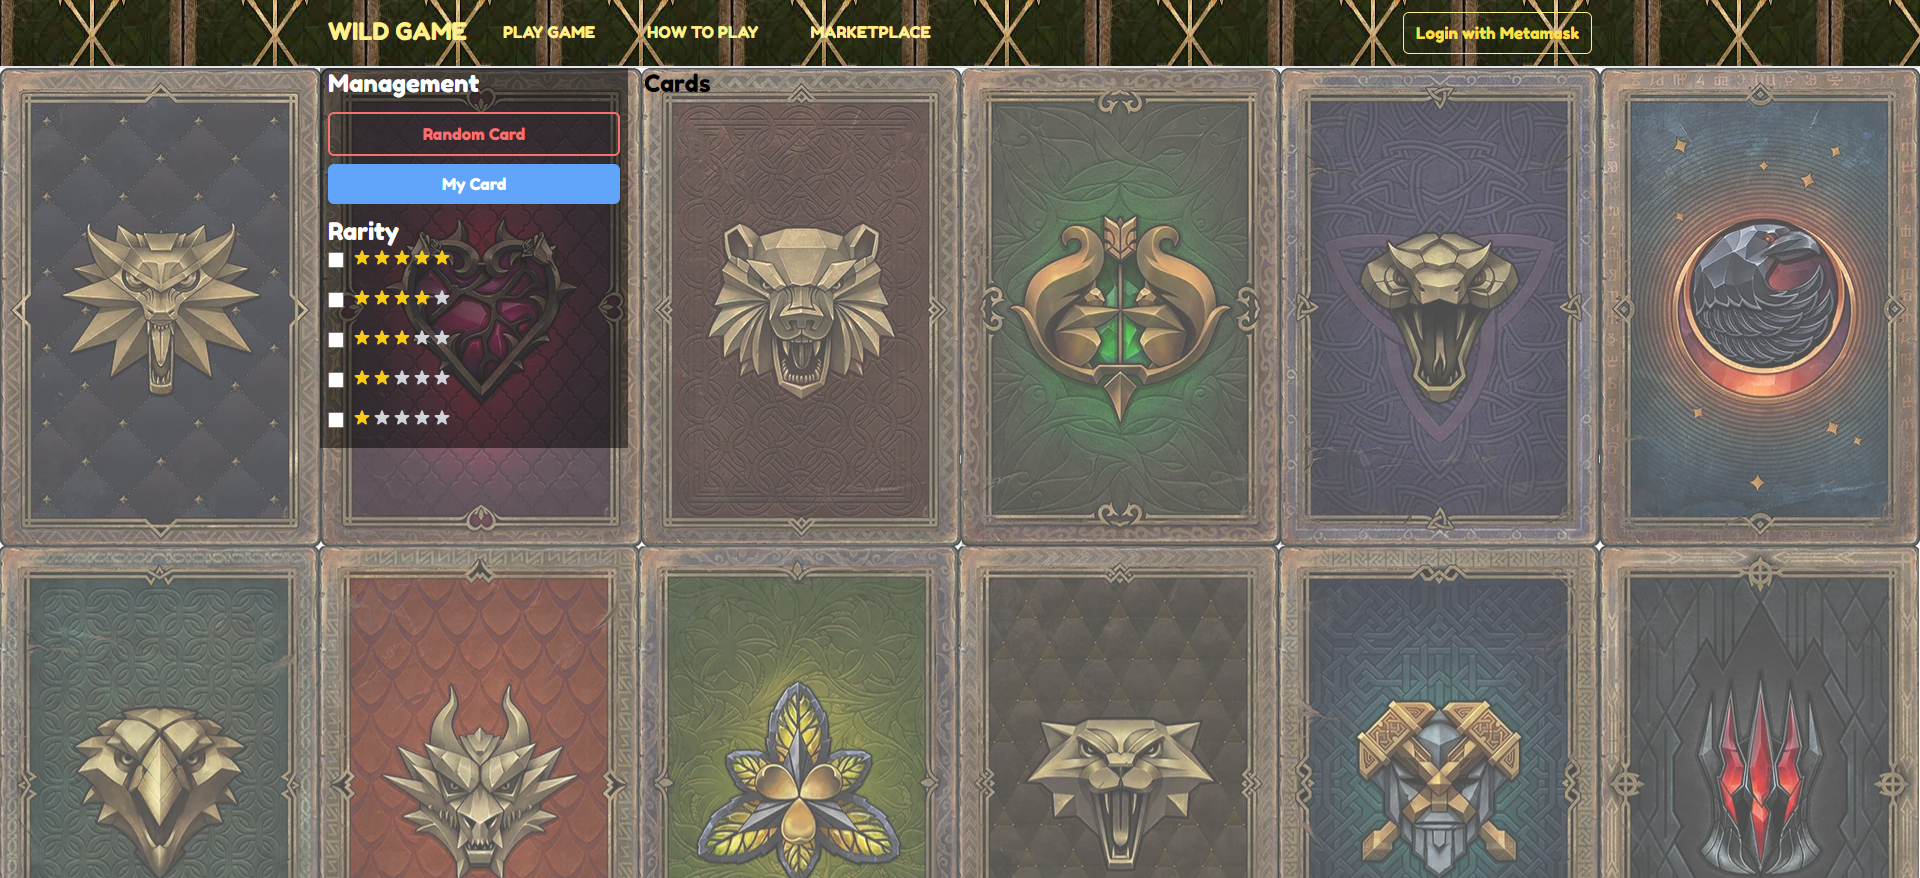 WILD GAME PLAY GAME HOW TO PLAY MARKETPLACE Login with Metamask
Management
Cards
Random Card
My Card
Rarity